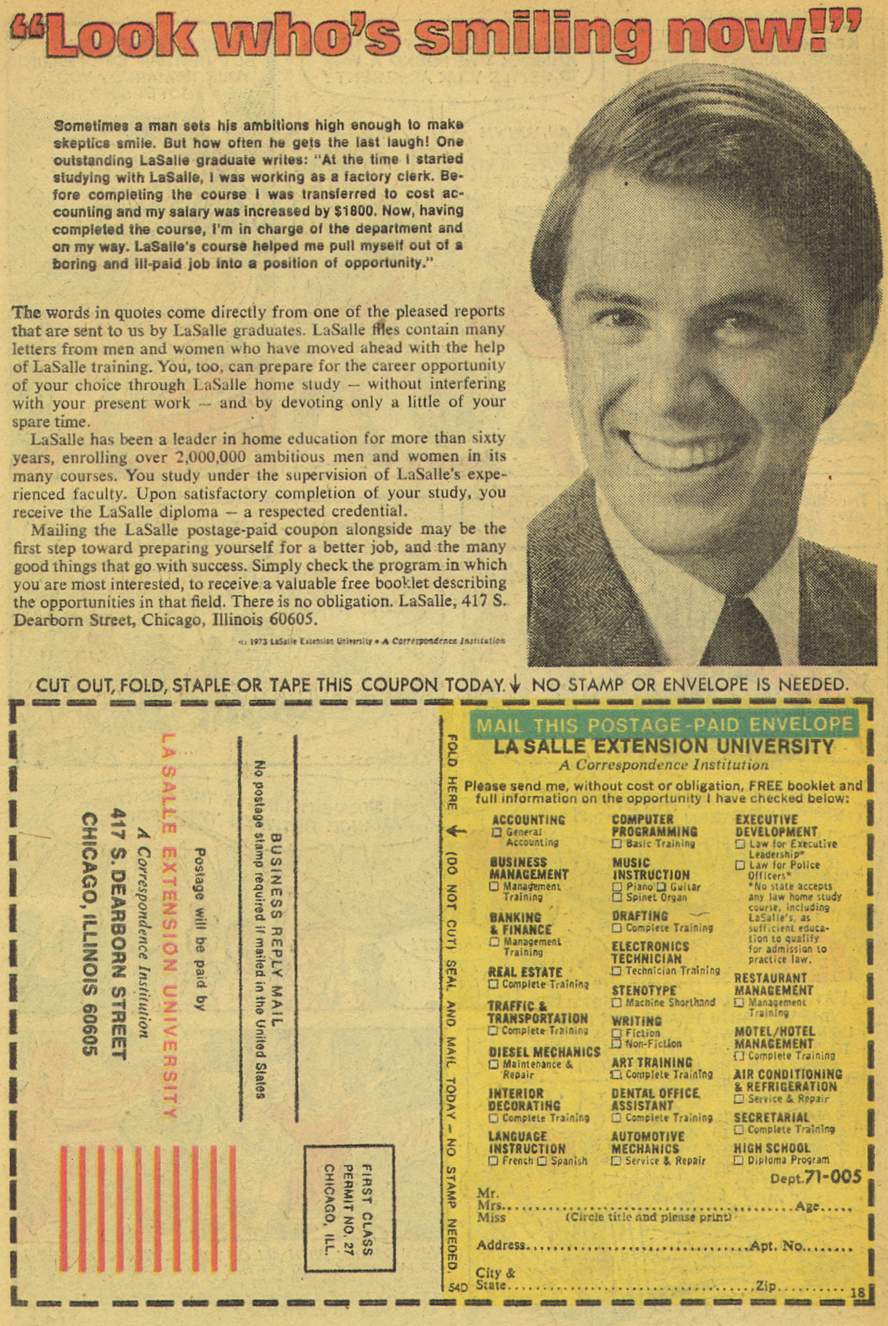 “Look who's smiling now!”
Sometimes a man sets his ambitions high enough to make
skeptics smile. But how often he gets the last laugh! One
outstanding LaSalle graduate writes: "At the time I started
studying with LaSalle, I was working as a factory clerk. Be-
fore completing the course I was transferred to cost ac-
counting and my salary was increased by $1800. Now, having
completed the course, I'm in charge of the department and
on my way. LaSalle's course helped me pull myself out of a
boring and ill-paid job into a position of opportunity."
The words in quotes come directly from one of the pleased reports
that are sent to us by LaSalle graduates. LaSalle files contain many
letters from men and women who have moved ahead with the help
of LaSalle training. You, too, can prepare for the career opportunity
of your choice through LaSalle home study — without interfering
with your present work — and by devoting only a little of your
spare time.
LaSalle has been a leader in home education for more than sixty
years, enrolling over 2,000,000 ambitious men and women in its
many courses. You study under the supervision of LaSalle's expe-
rienced faculty. Upon satisfactory completion of your study, you
receive the LaSalle diploma — a respected credential.
Mailing the LaSalle postage-paid coupon alongside may be the
first step toward preparing yourself for a better job, and the many
good things that go with success. Simply check the program in which
you are most interested, to receive a valuable free booklet describing
the opportunities in that field. There is no obligation. LaSalle, 417 S.
Dearborn Street, Chicago, Illinois 60605.
© 1973 LaSalle Extension University • A Correspondence Institution
CUT OUT, FOLD, STAPLE OR TAPE THIS COUPON TODAY. ↓ NO STAMP OR ENVELOPE IS NEEDED.
BUSINESS REPLY MAIL
No postage stamp required if mailed in the United States
Postage will be paid by
LA SALLE EXTENSION UNIVERSITY
A Correspondence Institution
417 S. DEARBORN STREET
CHICAGO, ILLINOIS 60605
FIRST CLASS
PERMIT NO. 27
CHICAGO, ILL.
FOLD HERE ↑ (DO NOT CUT) SEAL AND MAIL TODAY – NO STAMP NEEDED.
54D
MAIL THIS POSTAGE-PAID ENVELOPE
LA SALLE EXTENSION UNIVERSITY
A Correspondence Institution
Please send me, without cost or obligation, FREE booklet and
full information on the opportunity I have checked below:
ACCOUNTING
☐ General
Accounting
BUSINESS
MANAGEMENT
☐ Management
Training
BANKING
& FINANCE
☐ Management
Training
REAL ESTATE
☐ Complete Training
TRAFFIC &
TRANSPORTATION
☐ Complete Training
DIESEL MECHANICS
☐ Maintenance &
Repair
INTERIOR
DECORATING
☐ Complete Training
LANGUAGE
INSTRUCTION
☐ French ☐ Spanish
COMPUTER
PROGRAMMING
☐ Basic Training
MUSIC
INSTRUCTION
☐ Piano ☐ Guitar
☐ Spinet Organ
DRAFTING
☐ Complete Training
ELECTRONICS
TECHNICIAN
☐ Technician Training
STENOTYPE
☐ Machine Shorthand
WRITING
☐ Fiction
☐ Non-Fiction
ART TRAINING
☐ Complete Training
DENTAL OFFICE
ASSISTANT
☐ Complete Training
AUTOMOTIVE
MECHANICS
☐ Service & Repair
EXECUTIVE
DEVELOPMENT
☐ Law for Executive
Leadership*
☐ Law for Police
Officers*
*No state accepts
any law home study
course, including
LaSalle's, as
sufficient educa-
tion to qualify
for admission to
practice law.
RESTAURANT
MANAGEMENT
☐ Management
Training
MOTEL/HOTEL
MANAGEMENT
☐ Complete Training
AIR CONDITIONING
& REFRIGERATION
☐ Service & Repair
SECRETARIAL
☐ Complete Training
HIGH SCHOOL
☐ Diploma Program
Dept. 71-005
Mr.
Mrs. Age
Miss (Circle title and please print)
Address Apt. No.
City &
State Zip
18